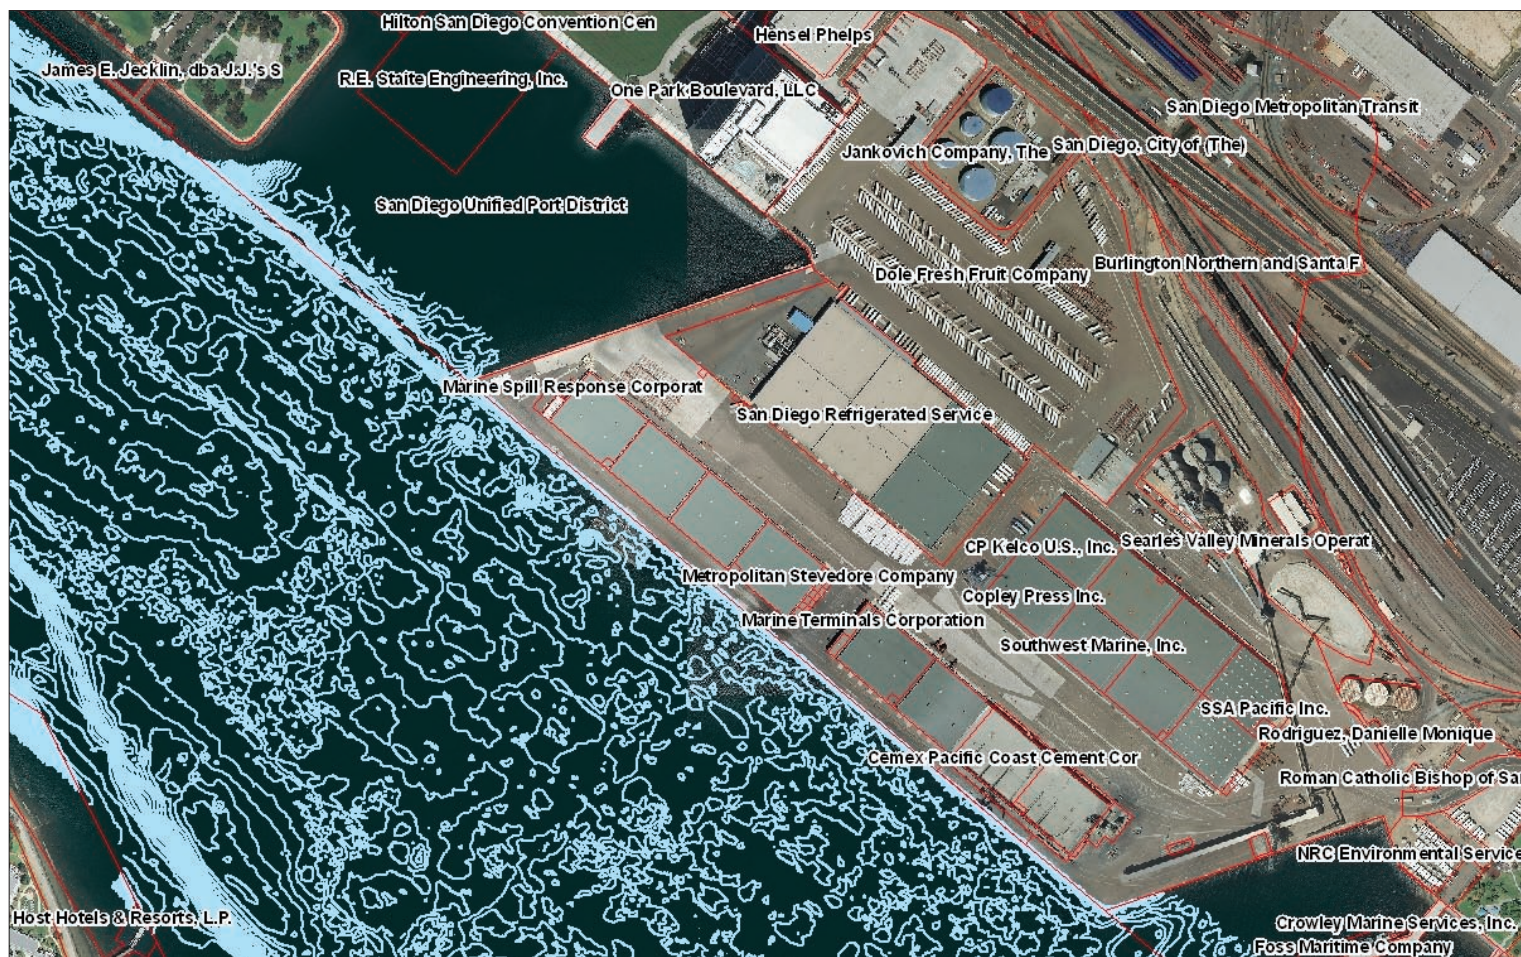 Hilton San Diego Convention Cen
Hensel Phelps
James E. Jecklin, dba J.J.'s S
R.E. Staite Engineering, Inc.
One Park Boulevard, LLC
San Diego Metropolitan Transit
Jankovich Company, The
San Diego, City of (The)
San Diego Unified Port District
Burlington Northern and Santa F
Dole Fresh Fruit Company
Marine Spill Response Corporat
San Diego Refrigerated Service
CP Kelco U.S., Inc.
Searles Valley Minerals Operat
Metropolitan Stevedore Company
Copley Press Inc.
Marine Terminals Corporation
Southwest Marine, Inc.
SSA Pacific Inc.
Rodriguez, Danielle Monique
Cemex Pacific Coast Cement Cor
Roman Catholic Bishop of Sa
NRC Environmental Service
Host Hotels & Resorts, L.P.
Crowley Marine Services, Inc.
Foss Maritime Company